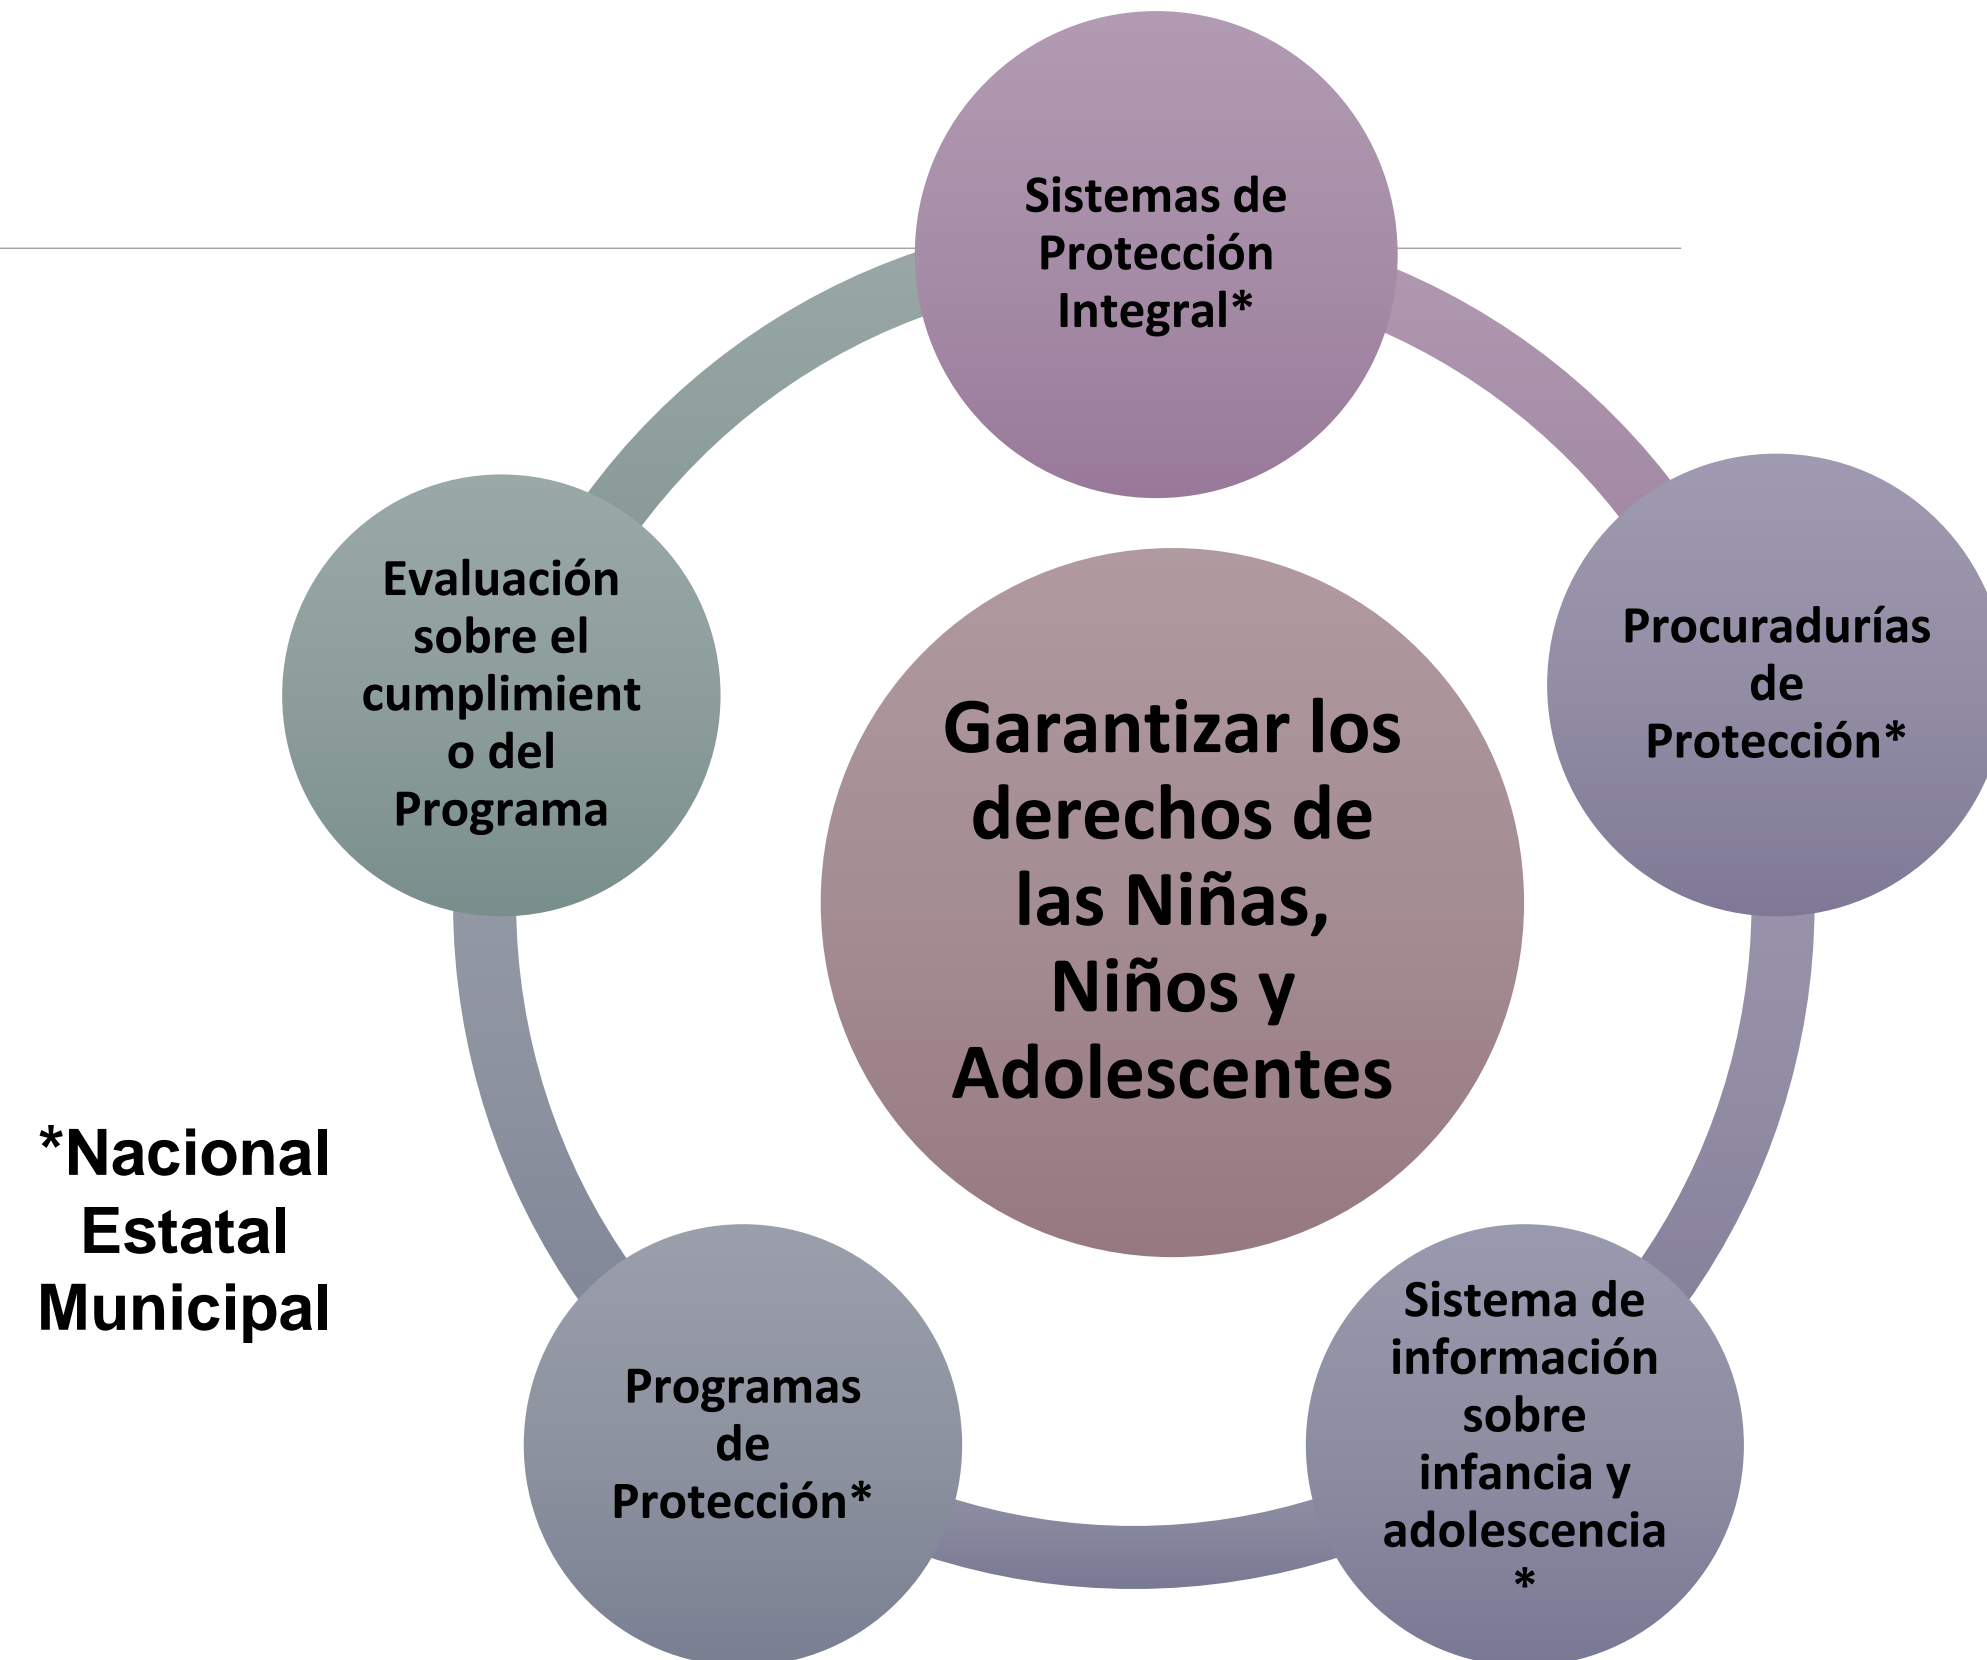 Sistemas de
Protección
Integral*
Procuradurías
de
Protección*
Sistema de
información
sobre
infancia y
adolescencia
*
Programas
de
Protección*
Evaluación
sobre el
cumplimient
o del
Programa
Garantizar los
derechos de
las Niñas,
Niños y
Adolescentes
*Nacional
Estatal
Municipal